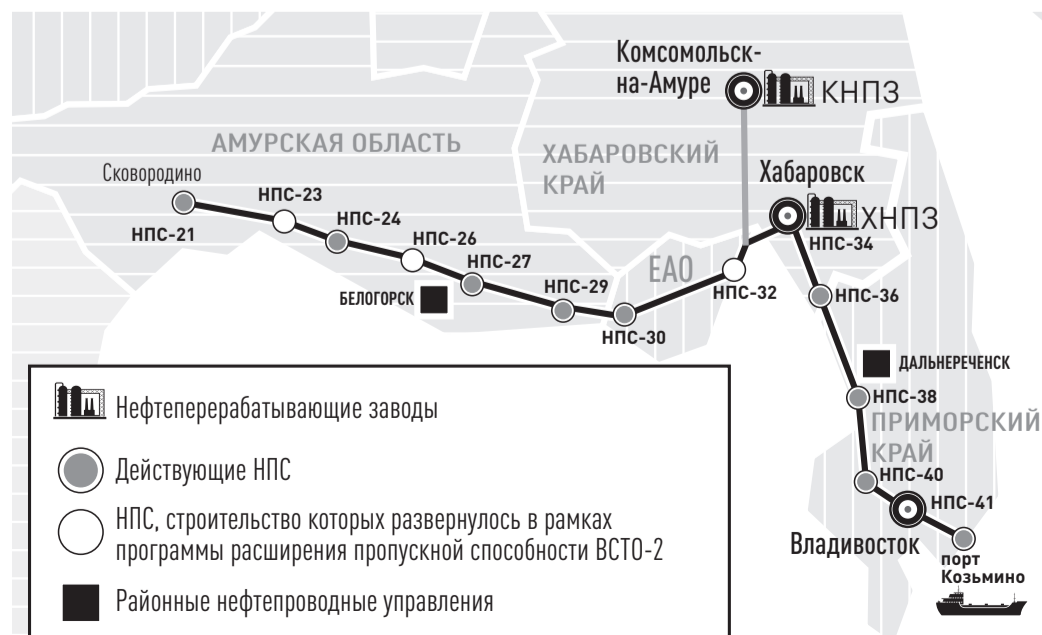 Комсомольск-
на-Амуре
КНПЗ
АМУРСКАЯ ОБЛАСТЬ
ХАБАРОВСКИЙ
КРАЙ
Хабаровск
Сковородино
НПС-23
ХНПЗ
НПС-21
НПС-24
НПС-34
НПС-26
НПС-27
ЕАО
НПС-29
НПС-32
НПС-36
БЕЛОГОРСК
НПС-30
ДАЛЬНЕРЕЧЕНСК
НПС-38
ПРИМОРСКИЙ
КРАЙ
НПС-40
НПС-41
Владивосток
порт
Козьмино
Нефтеперерабатывающие заводы
Действующие НПС
НПС, строительство которых развернулось в рамках
программы расширения пропускной способности ВСТО-2
Районные нефтепроводные управления